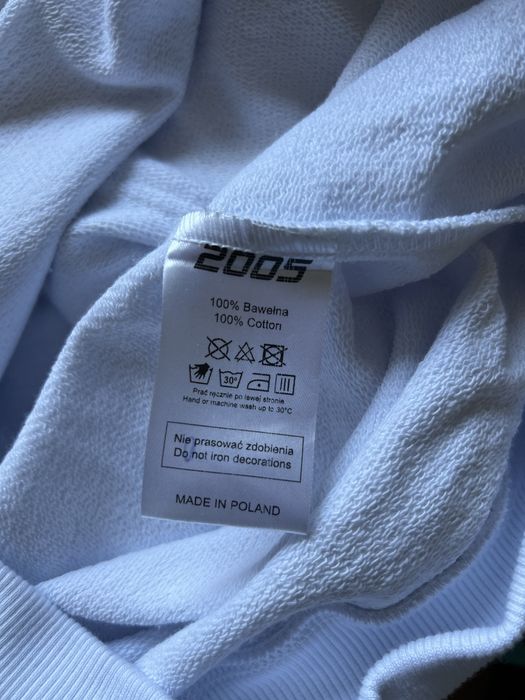 2005
100% Bawełna
100% Cotton
30°
Prać ręcznie po lewej stronie
Hand or machine wash up to 30°C
Nie prasować zdobienia
Do not iron decorations
MADE IN POLAND